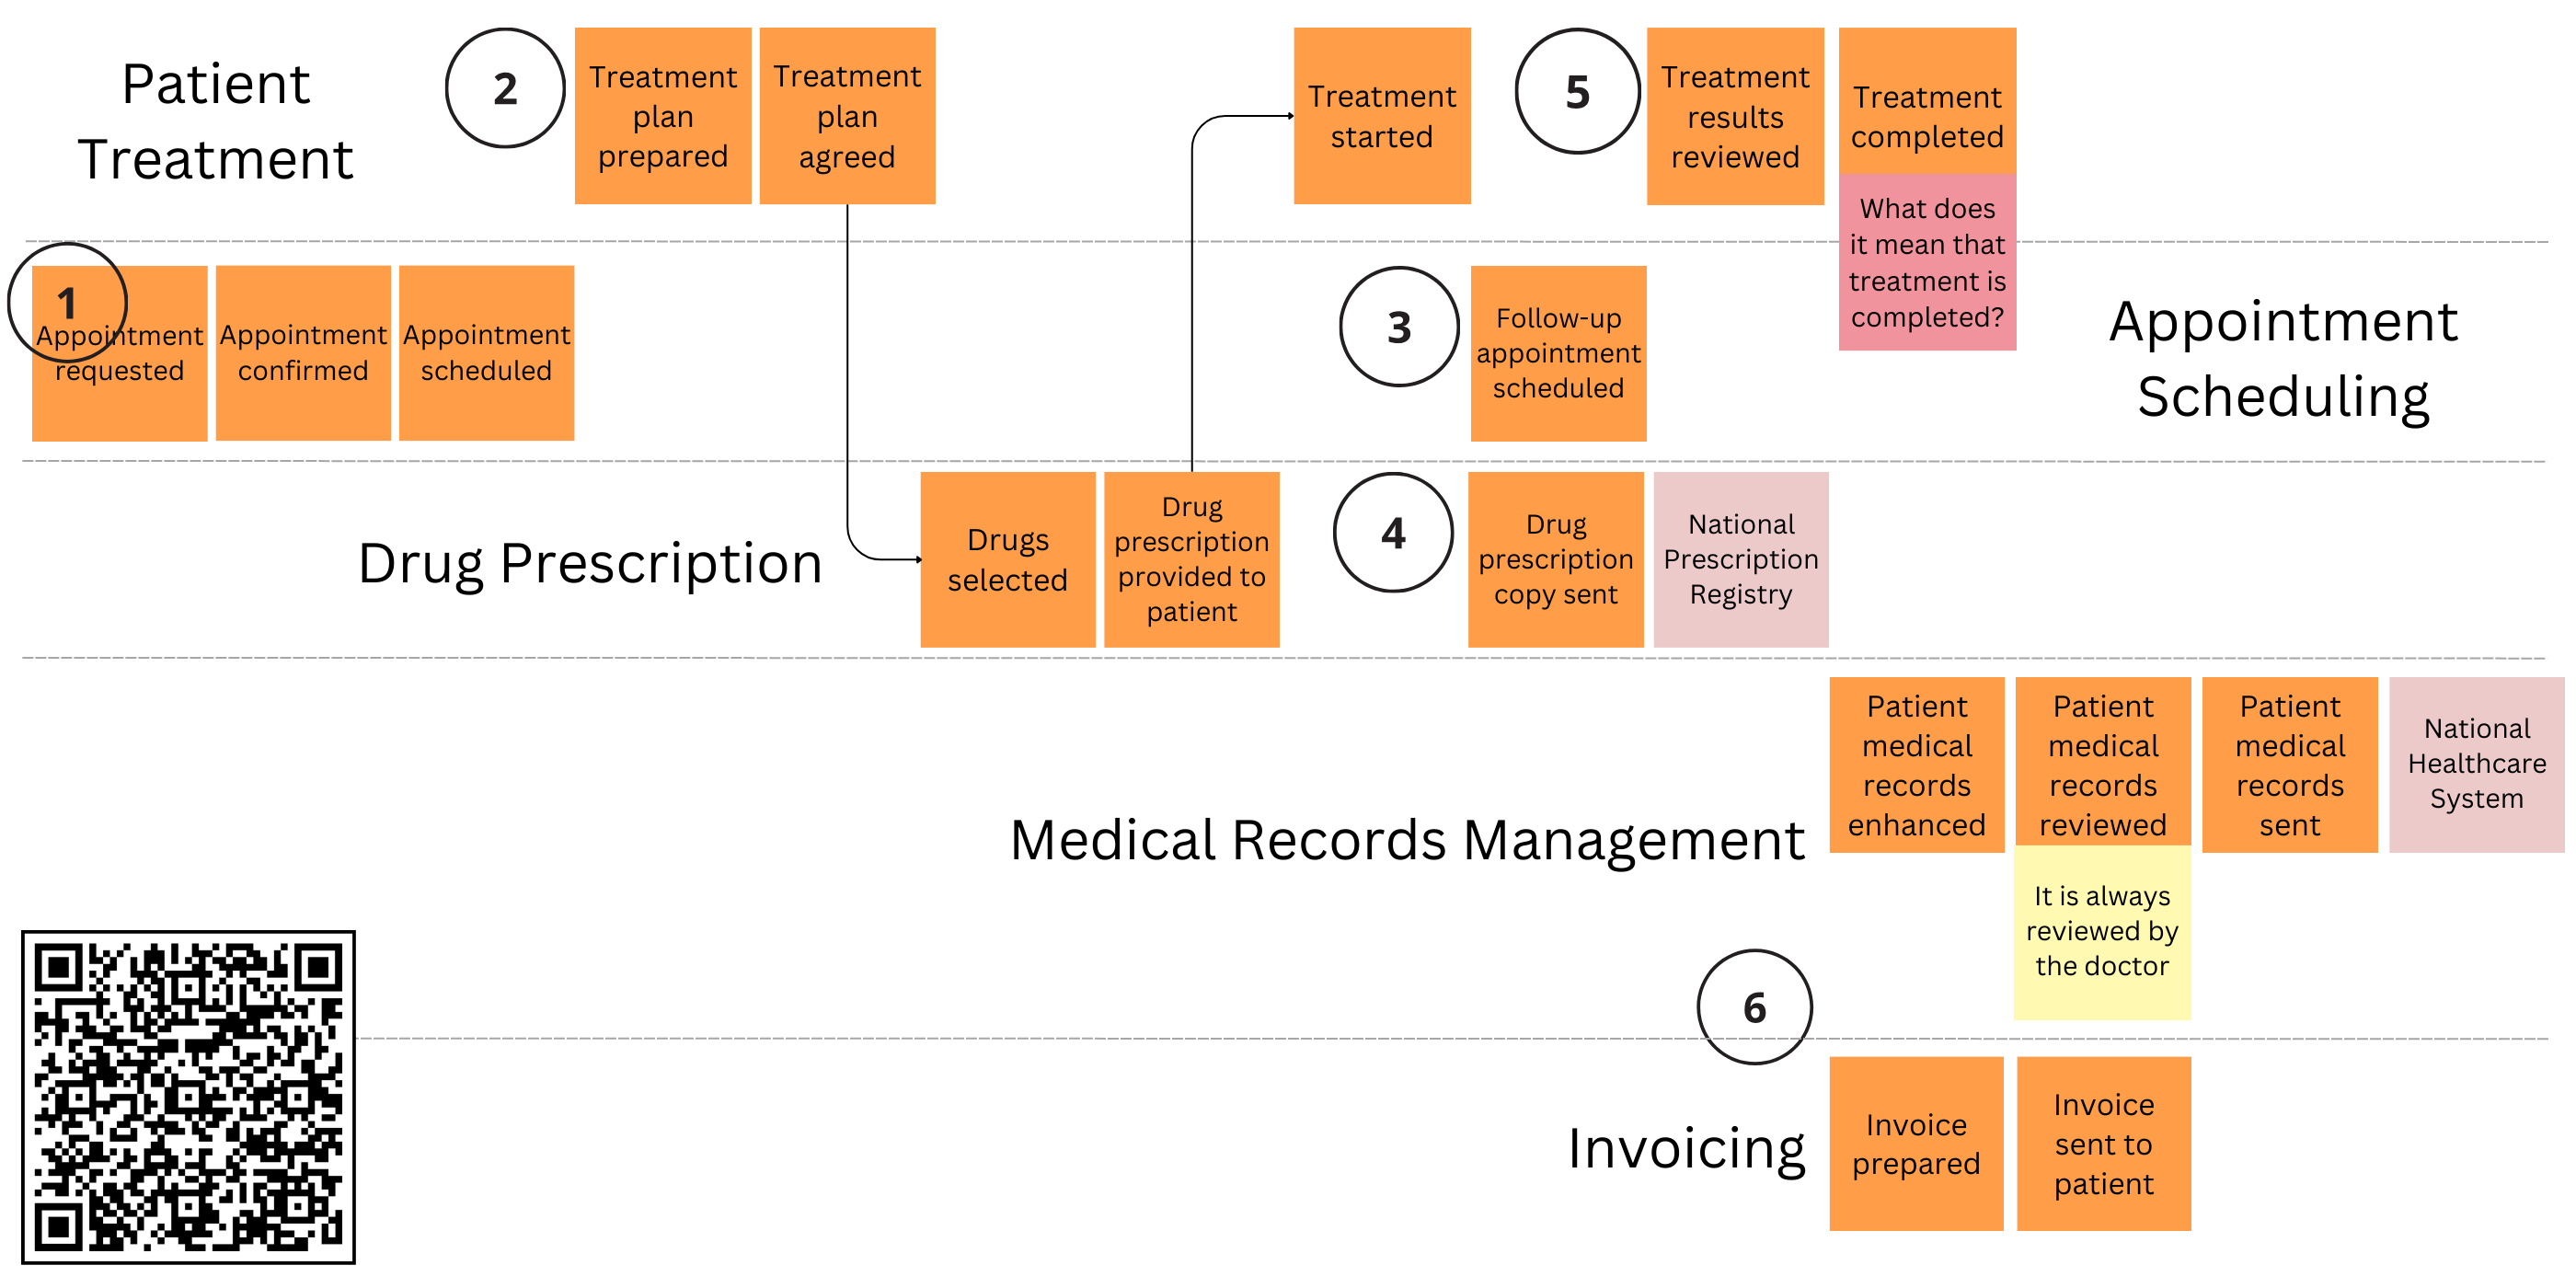 Patient
Treatment
2
Treatment
plan
prepared
Treatment
plan
agreed
Treatment
started
5
Treatment
results
reviewed
Treatment
completed
What does
it mean that
treatment is
completed?
1
Appointment
requested
Appointment
confirmed
Appointment
scheduled
3
Follow-up
appointment
scheduled
Appointment
Scheduling
Drug Prescription
Drugs
selected
Drug
prescription
provided to
patient
4
Drug
prescription
copy sent
National
Prescription
Registry
Medical Records Management
Patient
medical
records
enhanced
Patient
medical
records
reviewed
It is always
reviewed by
the doctor
Patient
medical
records
sent
National
Healthcare
System
6
Invoicing
Invoice
prepared
Invoice
sent to
patient